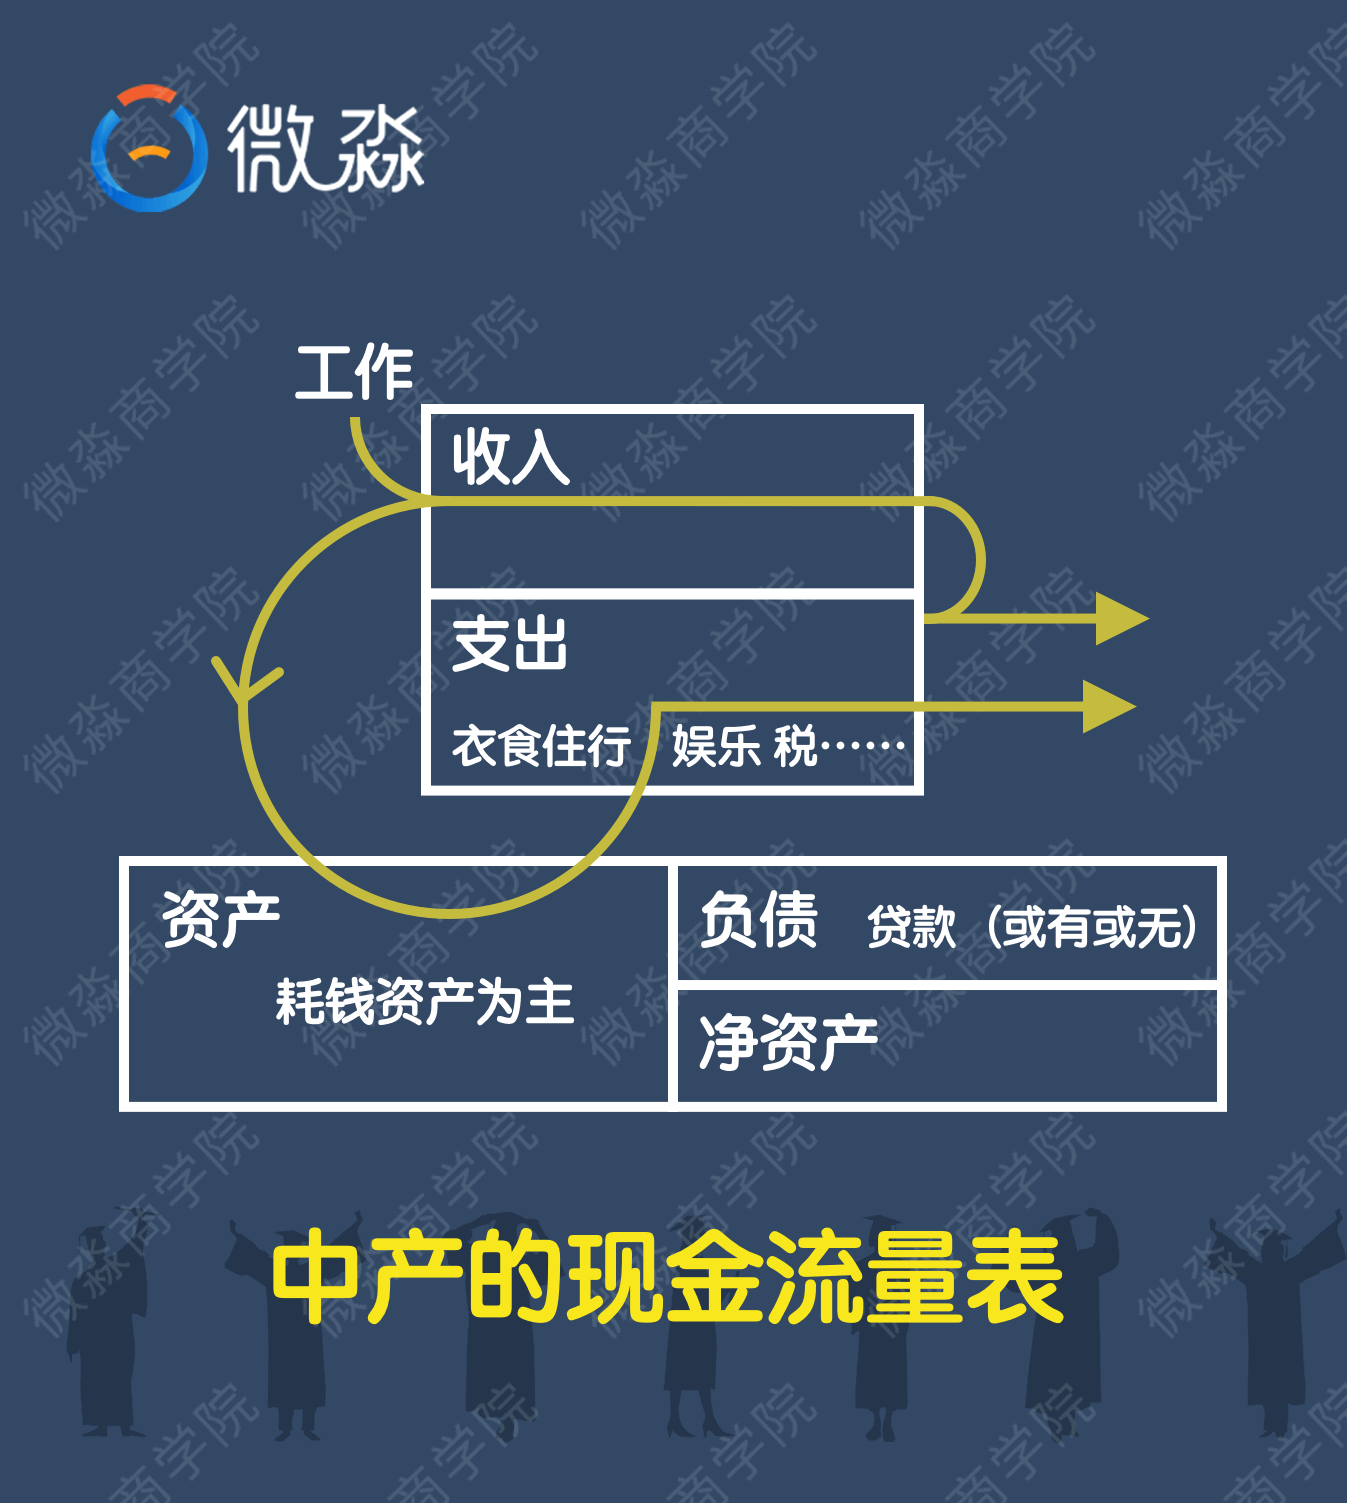 微淼
工作
收入
支出
衣食住行 娱乐 税……
资产
耗钱资产为主
负债 贷款（或有或无）
净资产
中产的现金流量表
微淼商学院